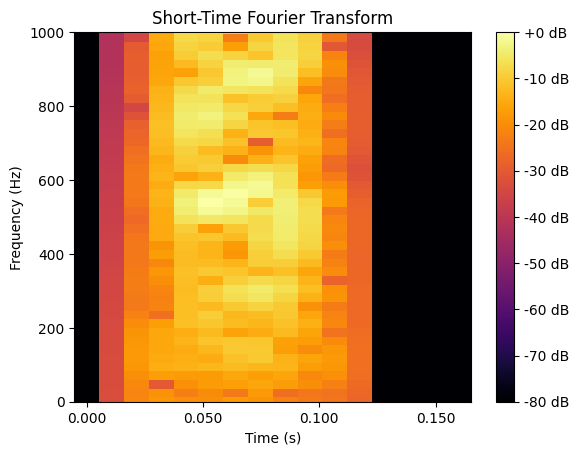 Short-Time Fourier Transform
1000
800
600
400
200
0
Frequency (Hz)
0.000
0.050
0.100
0.150
Time (s)
+0 dB
-10 dB
-20 dB
-30 dB
-40 dB
-50 dB
-60 dB
-70 dB
-80 dB